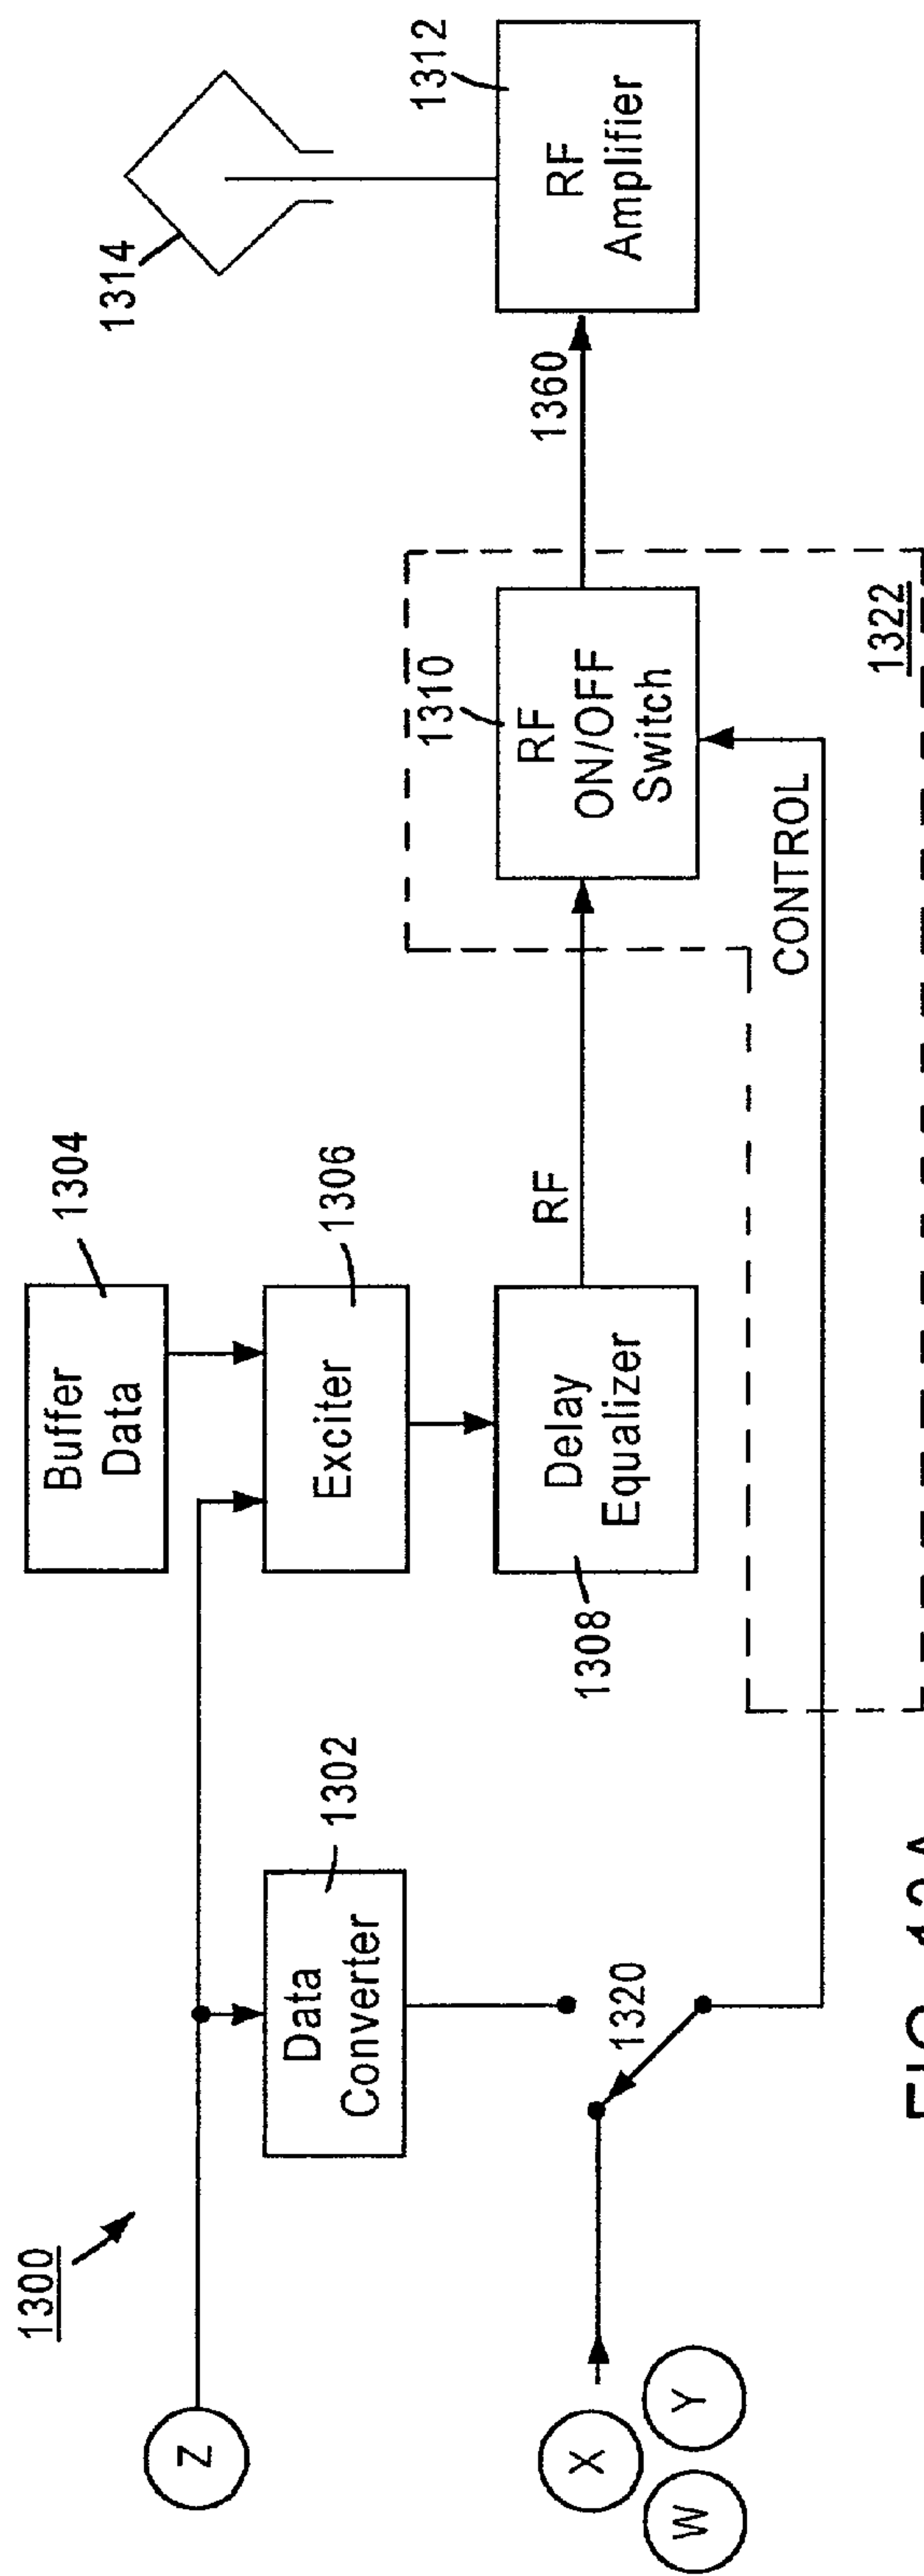 1300
Z
Data
Converter
1302
Buffer
Data
1304
Exciter
1306
Delay
Equalizer
1308
RF
RF
ON/OFF
Switch
1310
1360
RF
Amplifier
1312
1314
X
W
Y
1320
CONTROL
1322